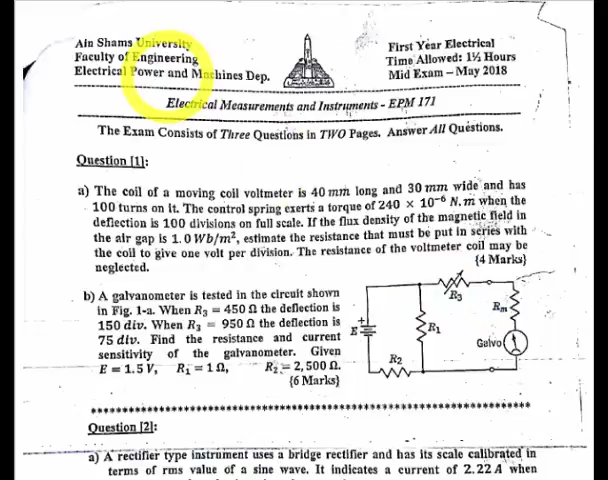 Ain Shams University
Faculty of Engineering
Electrical Power and Machines Dep.
First Year Electrical
Time Allowed: 1½ Hours
Mid Exam – May 2018
Electrical Measurements and Instruments - EPM 171
The Exam Consists of Three Questions in TWO Pages. Answer All Questions.
Question [1]:
a) The coil of a moving coil voltmeter is 40 mm long and 30 mm wide and has
100 turns on it. The control spring exerts a torque of 240 × 10⁻⁶ N.m when the
deflection is 100 divisions on full scale. If the flux density of the magnetic field in
the air gap is 1.0 Wb/m², estimate the resistance that must be put in series with
the coil to give one volt per division. The resistance of the voltmeter coil may be
neglected.
{4 Marks}
b) A galvanometer is tested in the circuit shown
in Fig. 1-a. When R₃ = 450 Ω the deflection is
150 div. When R₃ = 950 Ω the deflection is
75 div. Find the resistance and current
sensitivity of the galvanometer. Given
E = 1.5 V, R₁ = 1 Ω, R₂ = 2,500 Ω.
{6 Marks}
R₃
Rₘ
E
R₁
Galvo
R₂
Question [2]:
a) A rectifier type instrument uses a bridge rectifier and has its scale calibrated in
terms of rms value of a sine wave. It indicates a current of 2.22 A when